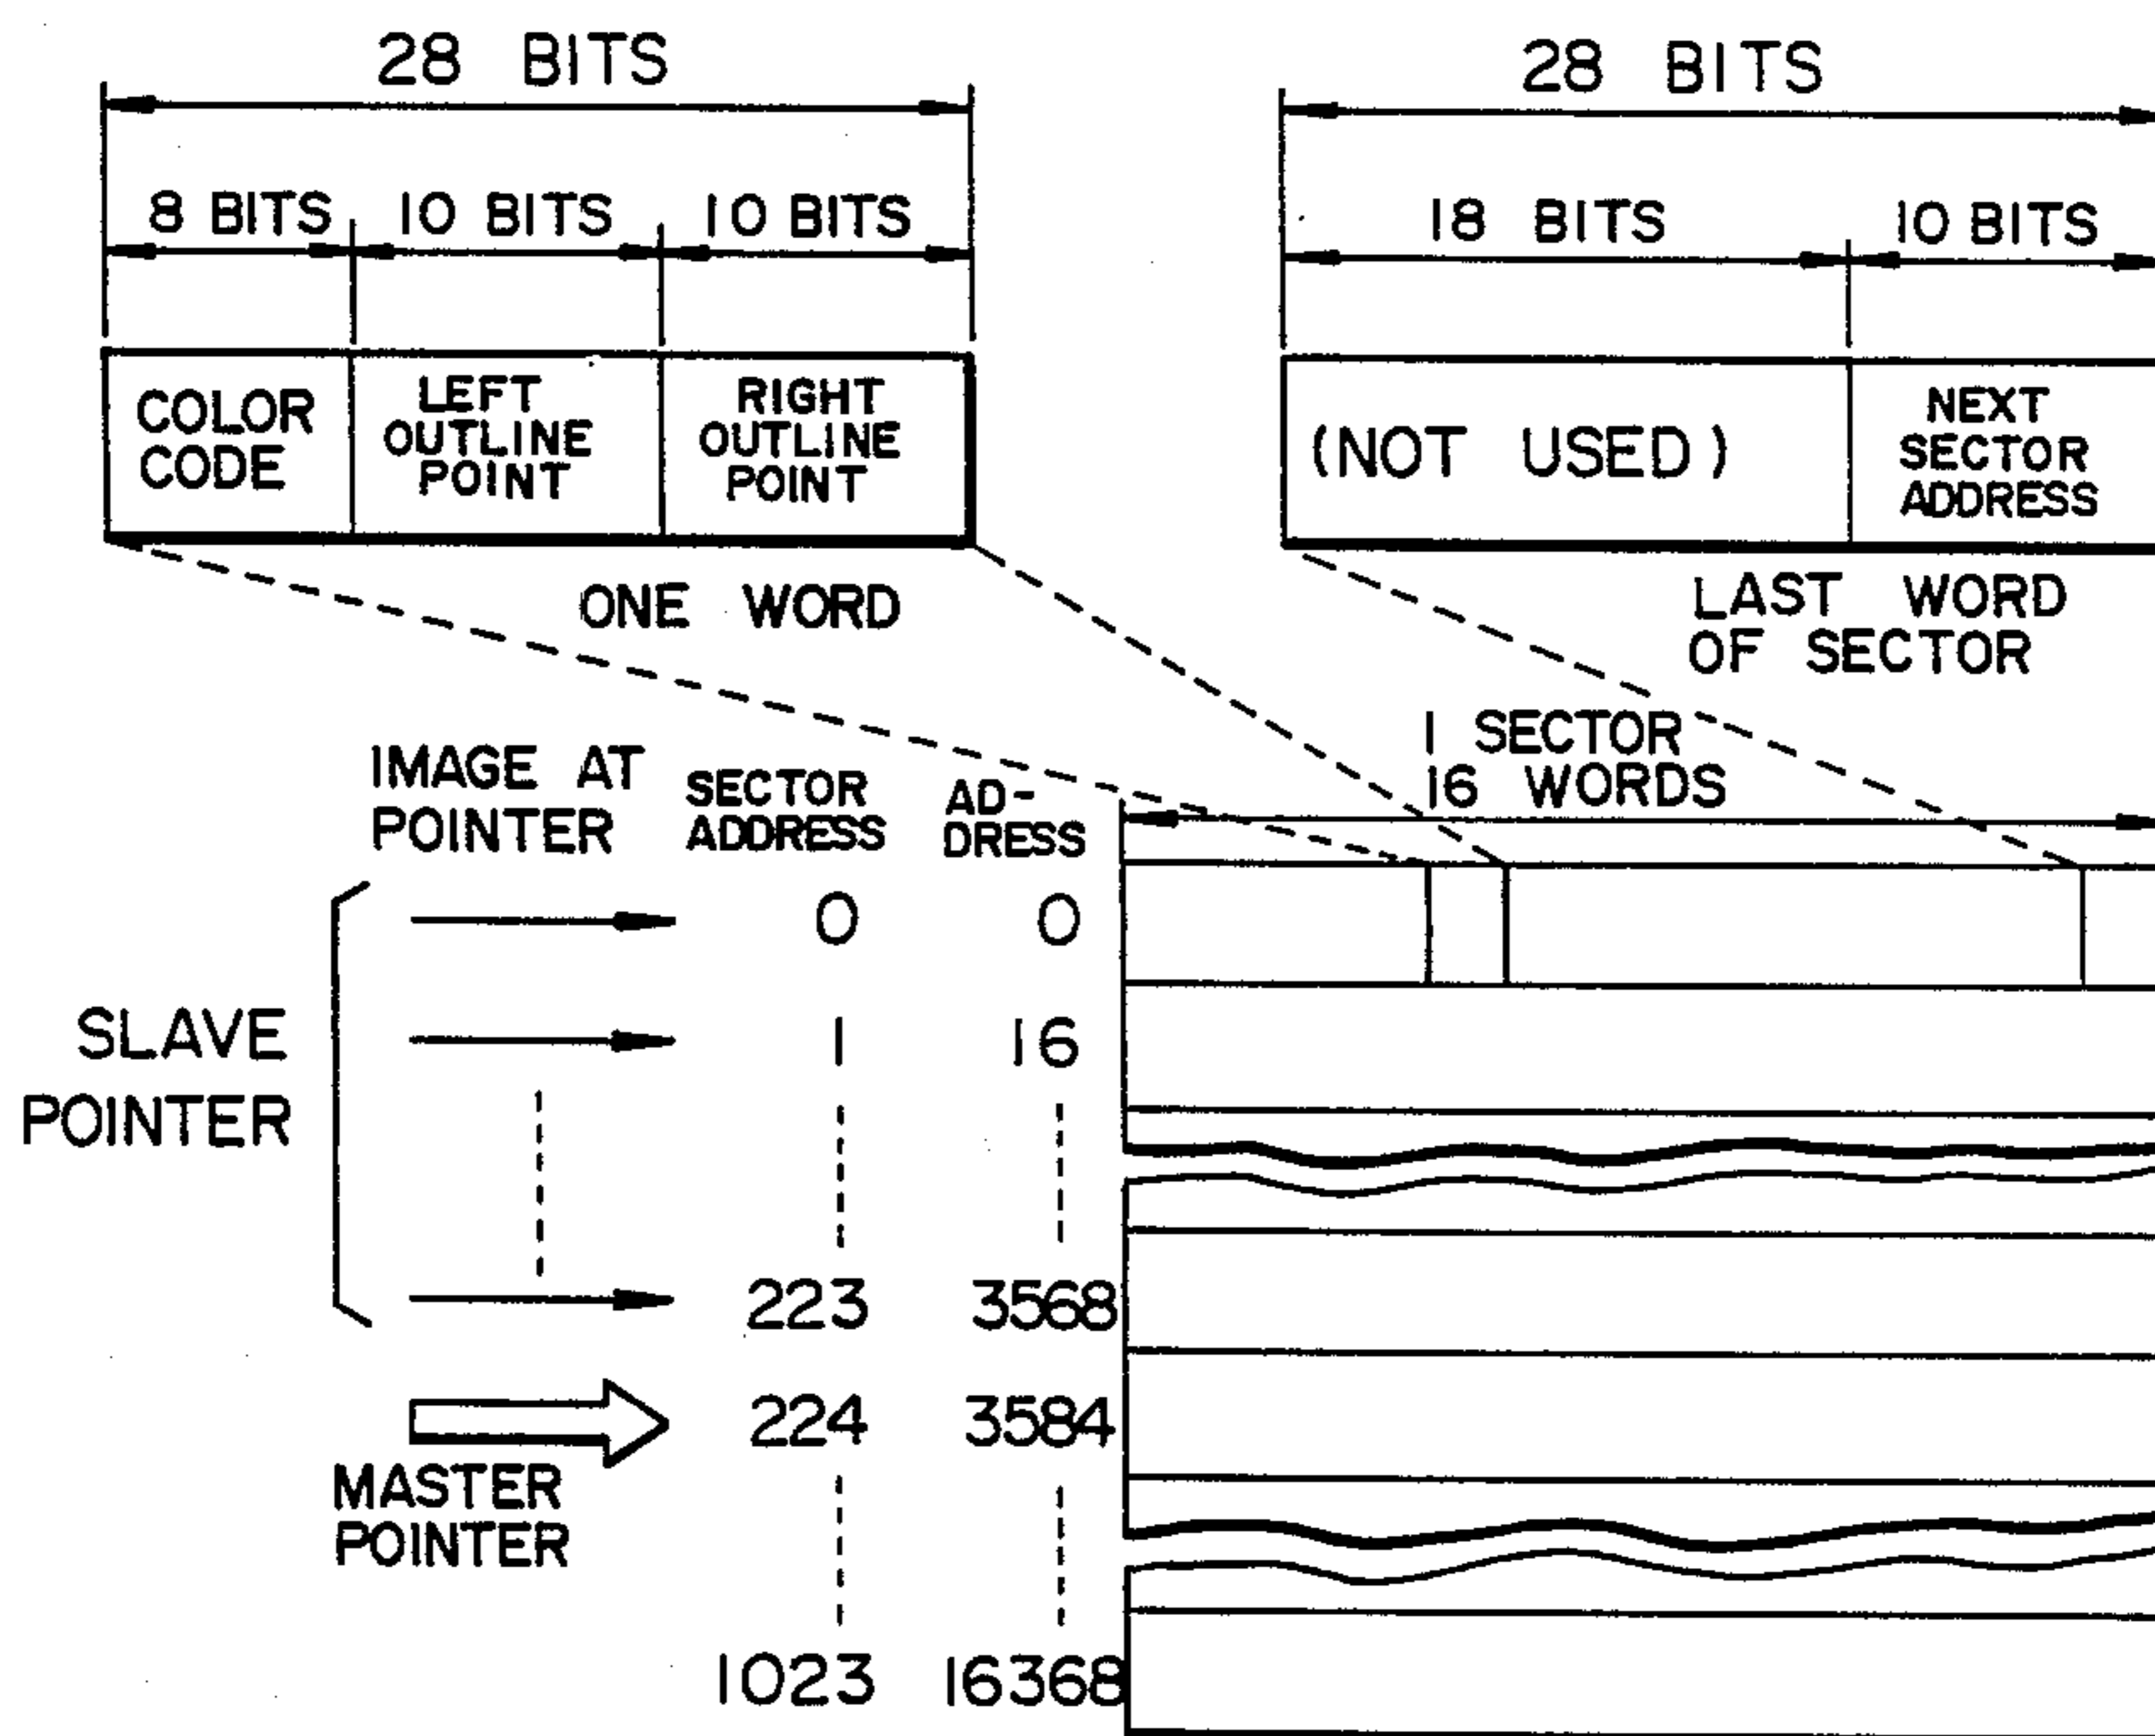 28 BITS
28 BITS
8 BITS
10 BITS
10 BITS
18 BITS
10 BITS
COLOR
CODE
LEFT
OUTLINE
POINT
RIGHT
OUTLINE
POINT
(NOT USED)
NEXT
SECTOR
ADDRESS
ONE WORD
LAST WORD
OF SECTOR
1 SECTOR
16 WORDS
IMAGE AT
POINTER
SECTOR
ADDRESS
AD-
DRESS
0 0
SLAVE
POINTER
1 16
223 3568
224 3584
MASTER
POINTER
1023 16368